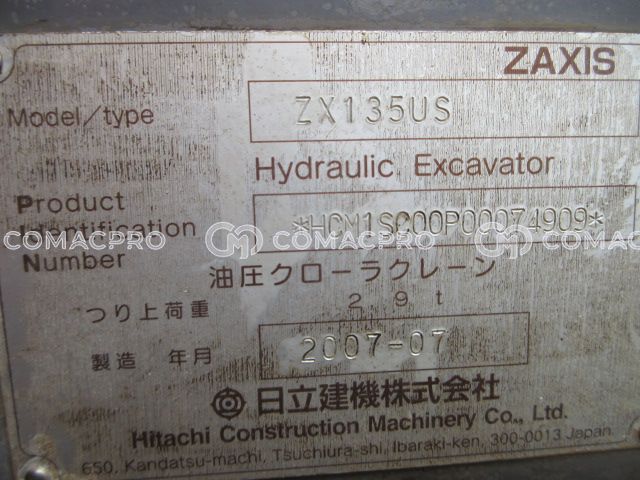 ZAXIS
Model/type ZX135US
Hydraulic Excavator
Product
Identification *HCM1SC00P00074909*
Number
COMACPRO COMACPRO COMACPRO
油圧クローラクレーン
つり上荷重 2.9t
製造 年月 2007-07
日立建機株式会社
Hitachi Construction Machinery Co., Ltd.
650, Kandatsu-machi, Tsuchiura-shi, Ibaraki-ken, 300-0013 Japan.